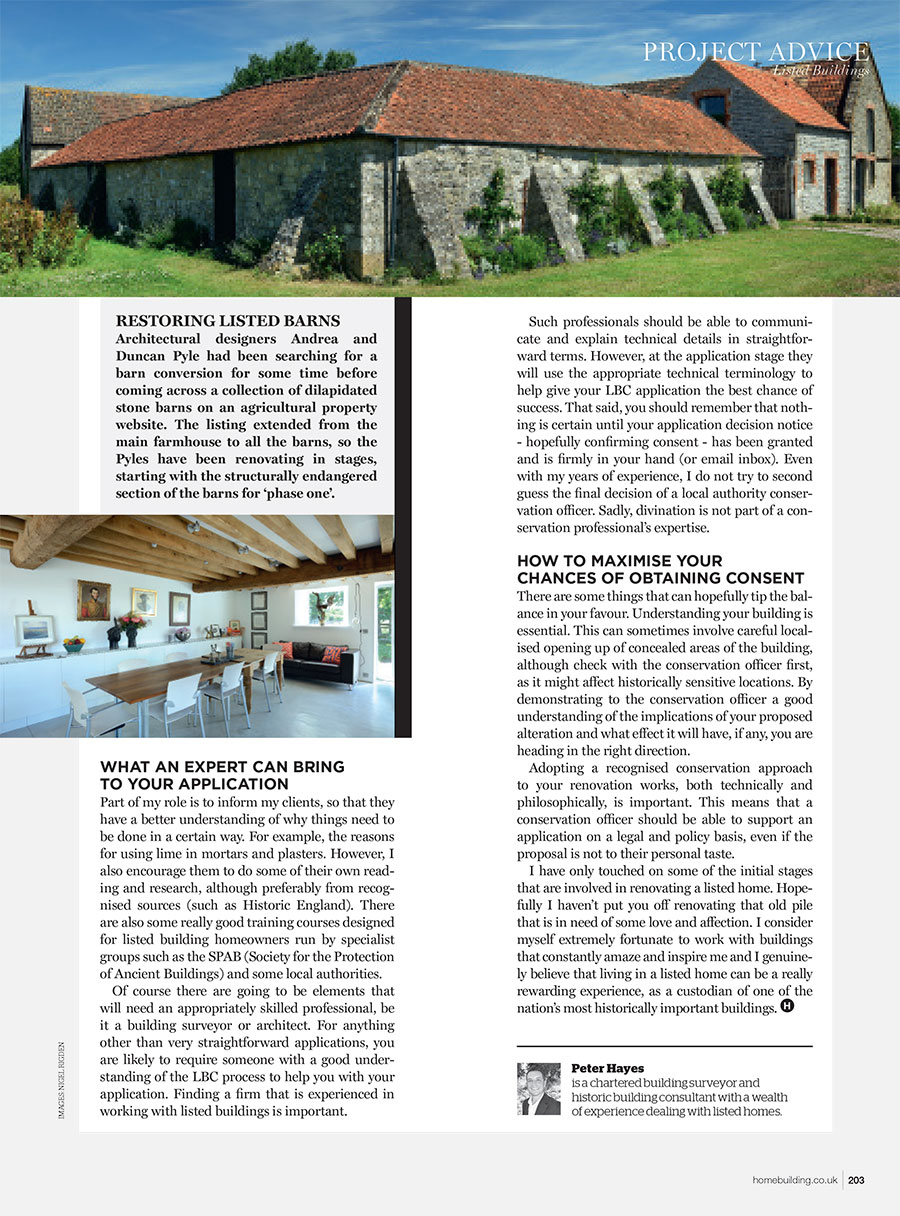 PROJECT ADVICE
Listed Buildings
RESTORING LISTED BARNS
Architectural designers Andrea and
Duncan Pyle had been searching for a
barn conversion for some time before
coming across a collection of dilapidated
stone barns on an agricultural property
website. The listing extended from the
main farmhouse to all the barns, so the
Pyles have been renovating in stages,
starting with the structurally endangered
section of the barns for ‘phase one’.
WHAT AN EXPERT CAN BRING
TO YOUR APPLICATION
Part of my role is to inform my clients, so that they
have a better understanding of why things need to
be done in a certain way. For example, the reasons
for using lime in mortars and plasters. However, I
also encourage them to do some of their own read-
ing and research, although preferably from recog-
nised sources (such as Historic England). There
are also some really good training courses designed
for listed building homeowners run by specialist
groups such as the SPAB (Society for the Protection
of Ancient Buildings) and some local authorities.
Of course there are going to be elements that
will need an appropriately skilled professional, be
it a building surveyor or architect. For anything
other than very straightforward applications, you
are likely to require someone with a good under-
standing of the LBC process to help you with your
application. Finding a firm that is experienced in
working with listed buildings is important.
IMAGES: NIGEL RIGDEN
Such professionals should be able to communi-
cate and explain technical details in straightfor-
ward terms. However, at the application stage they
will use the appropriate technical terminology to
help give your LBC application the best chance of
success. That said, you should remember that noth-
ing is certain until your application decision notice
- hopefully confirming consent - has been granted
and is firmly in your hand (or email inbox). Even
with my years of experience, I do not try to second
guess the final decision of a local authority conser-
vation officer. Sadly, divination is not part of a con-
servation professional’s expertise.
HOW TO MAXIMISE YOUR
CHANCES OF OBTAINING CONSENT
There are some things that can hopefully tip the bal-
ance in your favour. Understanding your building is
essential. This can sometimes involve careful local-
ised opening up of concealed areas of the building,
although check with the conservation officer first,
as it might affect historically sensitive locations. By
demonstrating to the conservation officer a good
understanding of the implications of your proposed
alteration and what effect it will have, if any, you are
heading in the right direction.
Adopting a recognised conservation approach
to your renovation works, both technically and
philosophically, is important. This means that a
conservation officer should be able to support an
application on a legal and policy basis, even if the
proposal is not to their personal taste.
I have only touched on some of the initial stages
that are involved in renovating a listed home. Hope-
fully I haven’t put you off renovating that old pile
that is in need of some love and affection. I consider
myself extremely fortunate to work with buildings
that constantly amaze and inspire me and I genuine-
ly believe that living in a listed home can be a really
rewarding experience, as a custodian of one of the
nation’s most historically important buildings. H
Peter Hayes
is a chartered building surveyor and
historic building consultant with a wealth
of experience dealing with listed homes.
homebuilding.co.uk 203